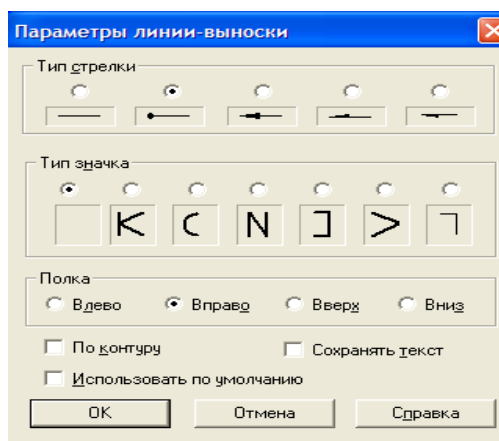 Параметры линии-выноски
Тип стрелки
Тип значка
Полка
Влево Вправо Вверх Вниз
По контуру Сохранять текст
Использовать по умолчанию
OK Отмена Справка